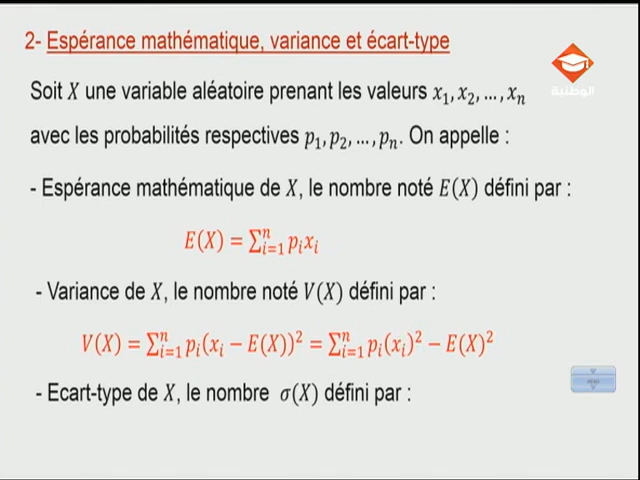 2- Espérance mathématique, variance et écart-type
الوطنية
Soit X une variable aléatoire prenant les valeurs x₁, x₂, …, xₙ
avec les probabilités respectives p₁, p₂, …, pₙ. On appelle :
- Espérance mathématique de X, le nombre noté E(X) défini par :
E(X) = ∑ⁿᵢ₌₁ pᵢxᵢ
- Variance de X, le nombre noté V(X) défini par :
V(X) = ∑ⁿᵢ₌₁ pᵢ(xᵢ − E(X))² = ∑ⁿᵢ₌₁ pᵢ(xᵢ)² − E(X)²
MENU
- Ecart-type de X, le nombre σ(X) défini par :